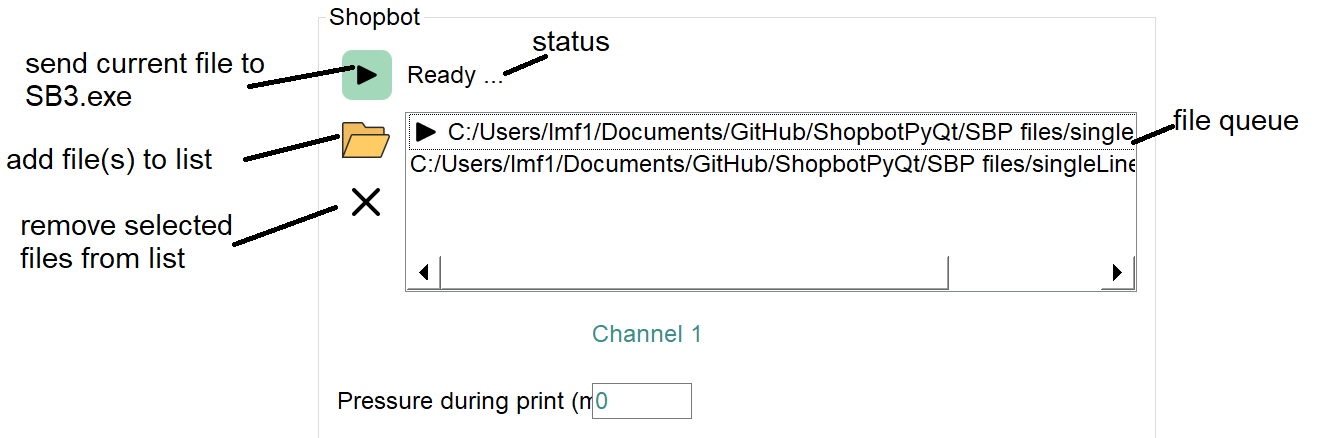 Shopbot
status
send current file to
SB3.exe
Ready ...
file queue
C:/Users/lmf1/Documents/GitHub/ShopbotPyQt/SBP files/single
add file(s) to list
C:/Users/lmf1/Documents/GitHub/ShopbotPyQt/SBP files/singleLine
remove selected
files from list
Channel 1
Pressure during print (m
0